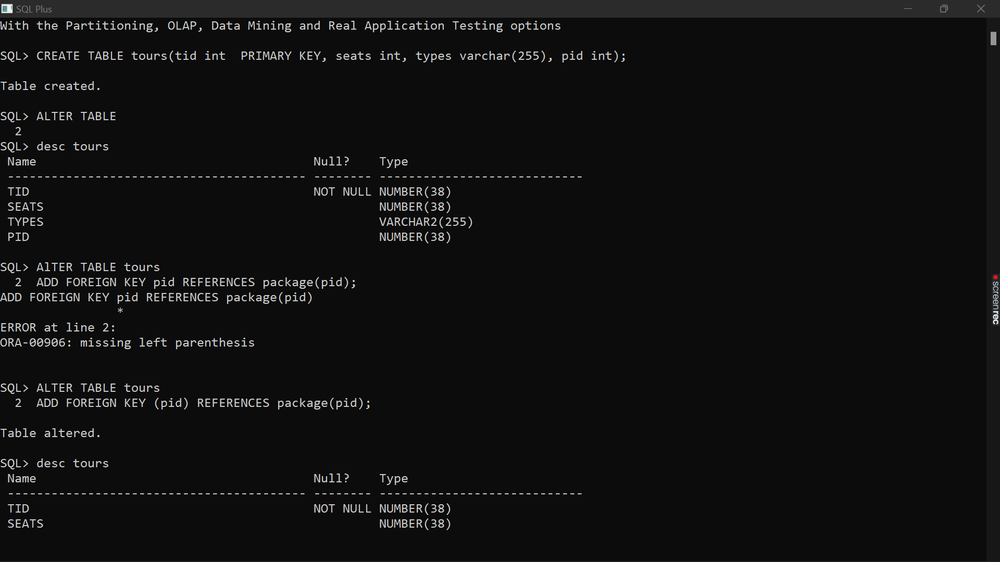 SQL Plus
With the Partitioning, OLAP, Data Mining and Real Application Testing options
SQL> CREATE TABLE tours(tid int  PRIMARY KEY, seats int, types varchar(255), pid int);
Table created.
SQL> ALTER TABLE
  2
SQL> desc tours
 Name                                      Null?    Type
 ----------------------------------------- -------- ----------------------------
 TID                                       NOT NULL NUMBER(38)
 SEATS                                              NUMBER(38)
 TYPES                                              VARCHAR2(255)
 PID                                                NUMBER(38)
SQL> AlTER TABLE tours
  2  ADD FOREIGN KEY pid REFERENCES package(pid);
ADD FOREIGN KEY pid REFERENCES package(pid)
                *
ERROR at line 2:
ORA-00906: missing left parenthesis
SQL> ALTER TABLE tours
  2  ADD FOREIGN KEY (pid) REFERENCES package(pid);
Table altered.
SQL> desc tours
 Name                                      Null?    Type
 ----------------------------------------- -------- ----------------------------
 TID                                       NOT NULL NUMBER(38)
 SEATS                                              NUMBER(38)
screenrec